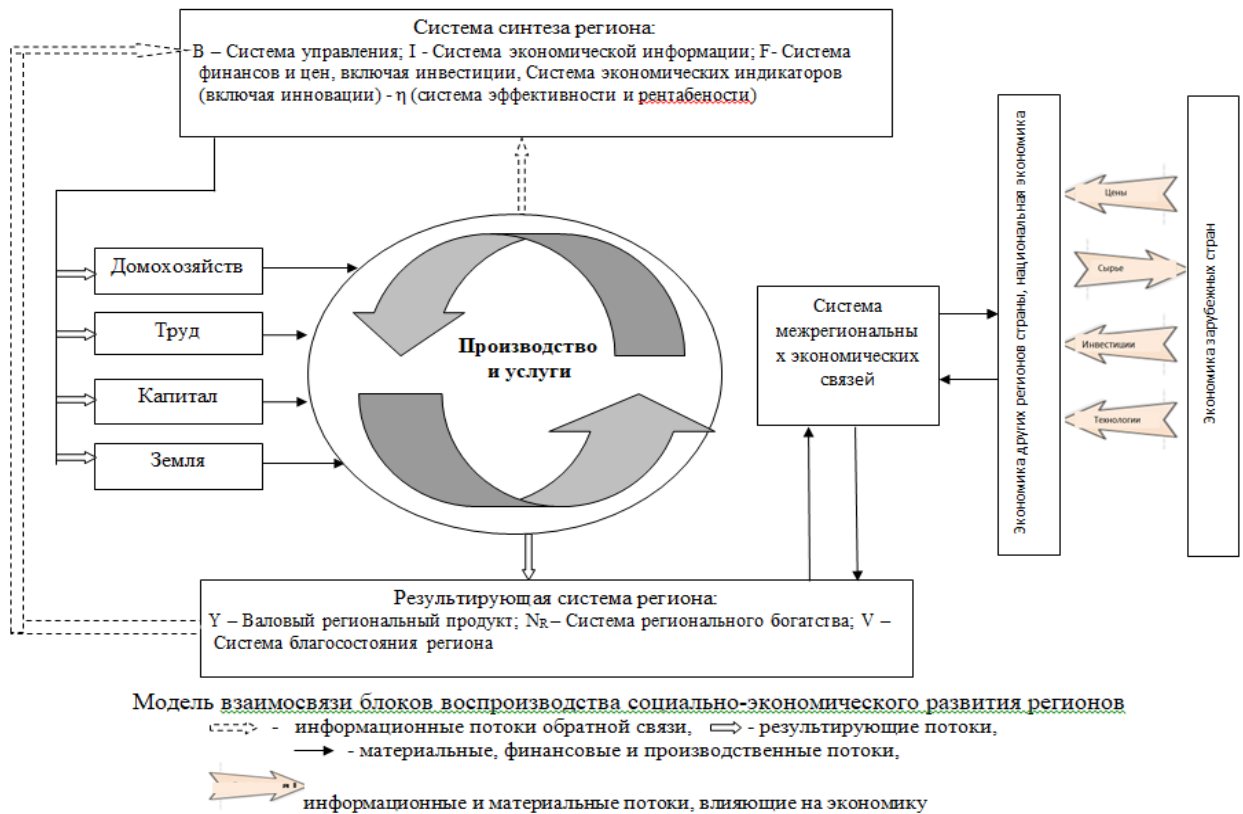 Система синтеза региона:
В – Система управления; I - Система экономической информации; F- Система
финансов и цен, включая инвестиции, Система экономических индикаторов
(включая инновации) - η (система эффективности и рентабености)
Домохозяйств
Труд
Капитал
Земля
Производство
и услуги
Система
межрегиональны
х экономических
связей
Экономика других регионов страны, национальная экономика
Цены
Сырье
Инвестиции
Технологии
Экономика зарубежных стран
Результирующая система региона:
Y – Валовый региональный продукт; NR – Система регионального богатства; V –
Система благосостояния региона
Модель взаимосвязи блоков воспроизводства социально-экономического развития регионов
- информационные потоки обратной связи, - результирующие потоки,
- материальные, финансовые и производственные потоки,
информационные и материальные потоки, влияющие на экономику